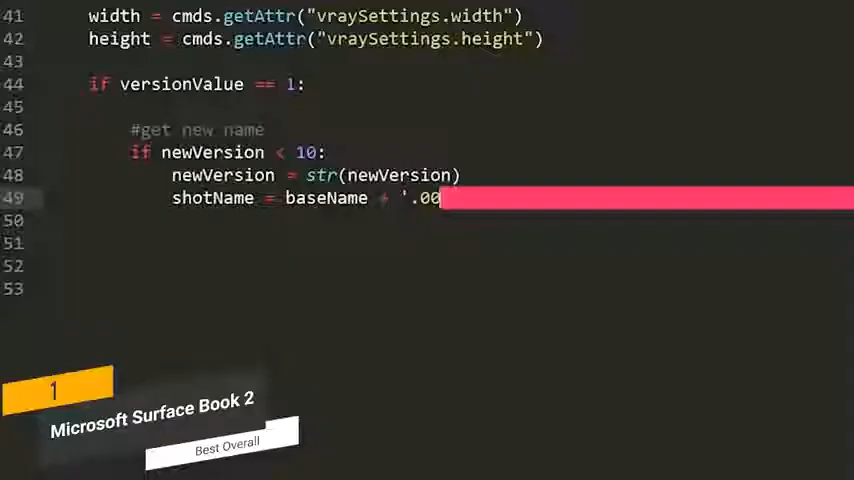 41 width = cmds.getAttr("vraySettings.width")
42 height = cmds.getAttr("vraySettings.height")
43
44 if versionValue == 1:
45
46 #get new name
47 if newVersion < 10:
48 newVersion = str(newVersion)
49 shotName = baseName + '.00
50
51
52
53
1
Microsoft Surface Book 2
Best Overall